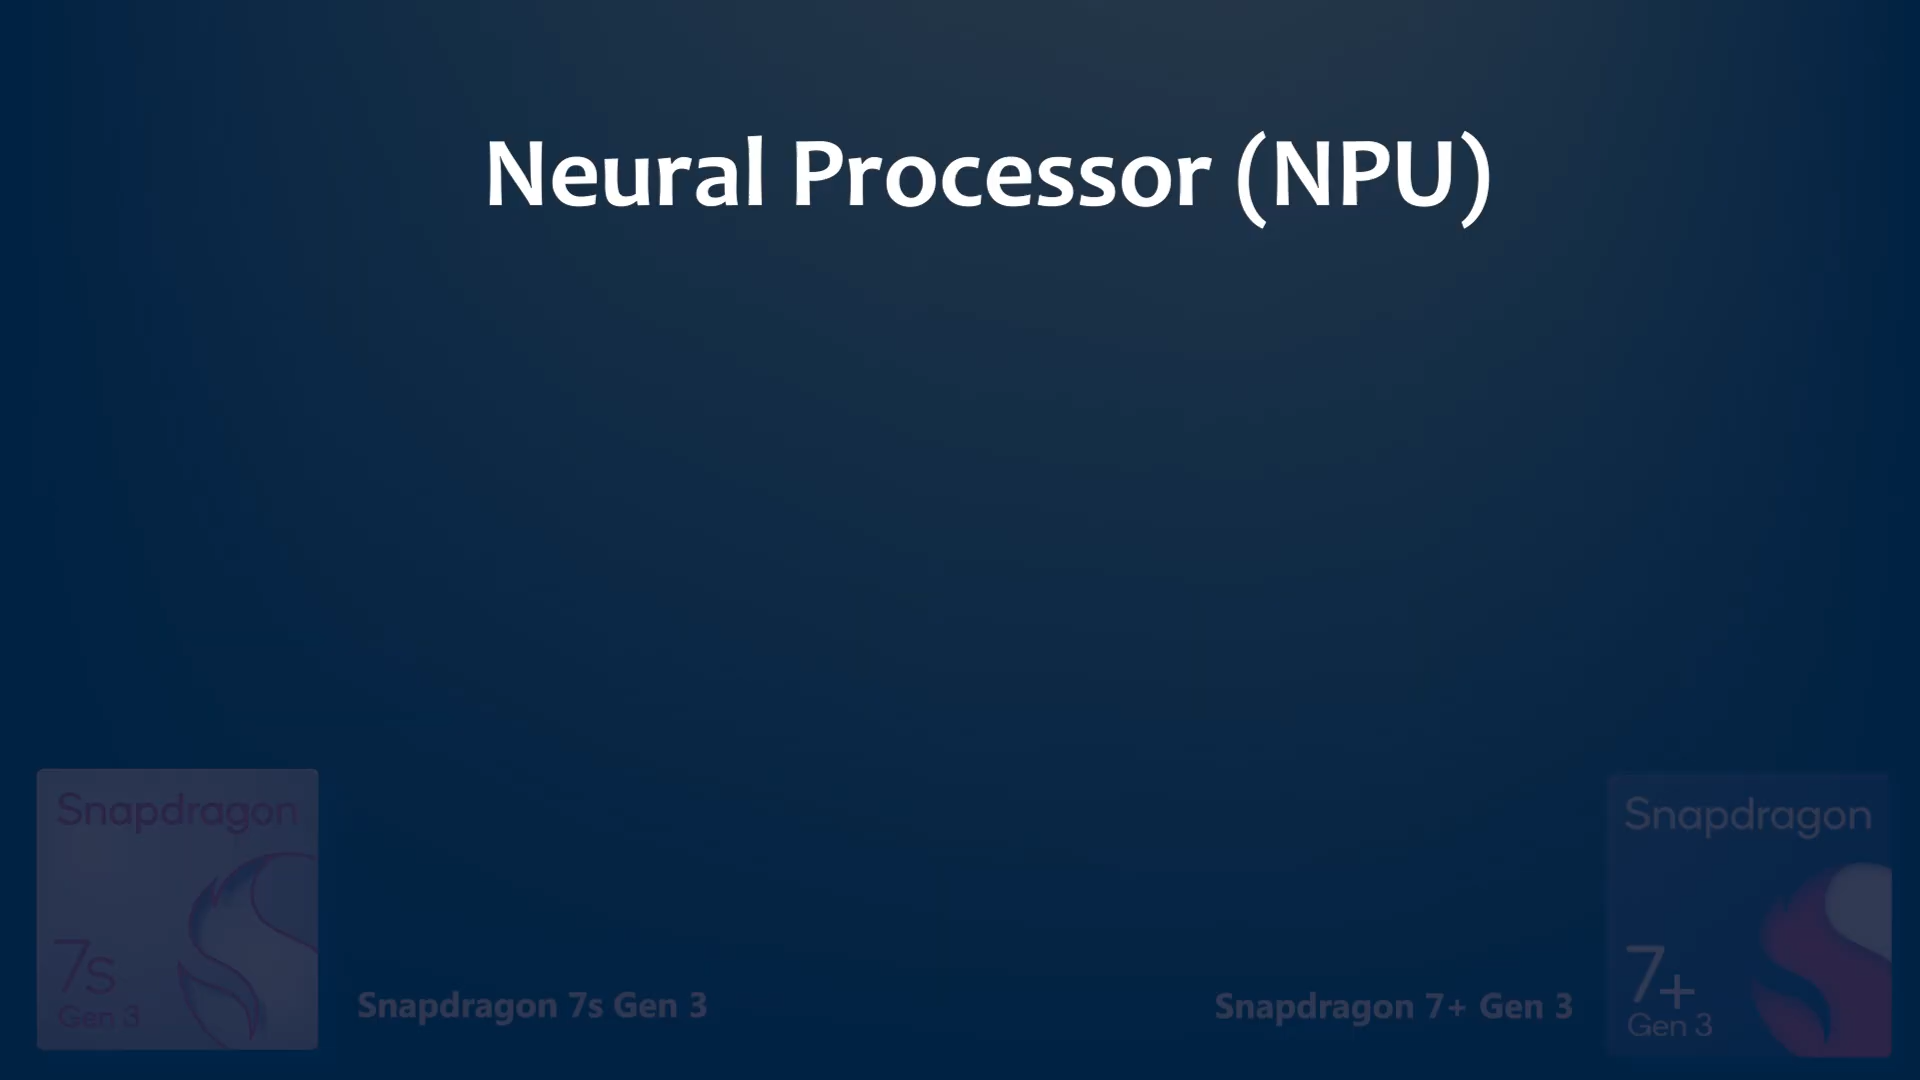 Neural Processor (NPU)
Snapdragon
7s
Gen 3
Snapdragon 7s Gen 3
Snapdragon 7+ Gen 3
Snapdragon
7+
Gen 3